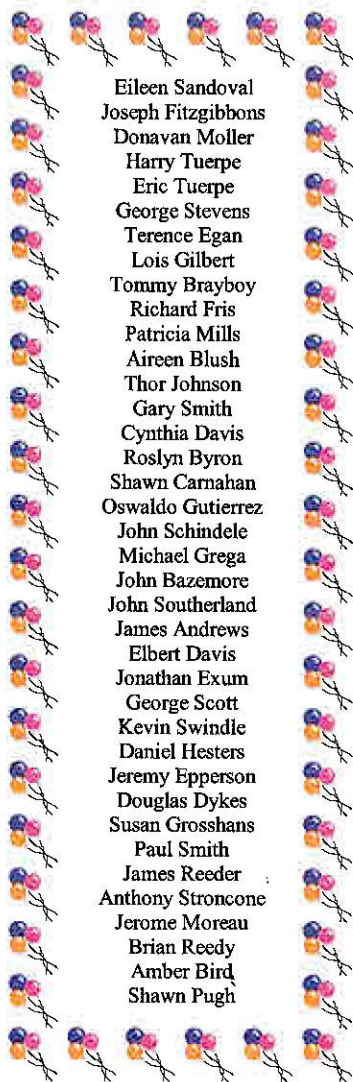 Eileen Sandoval
Joseph Fitzgibbons
Donavan Moller
Harry Tuerpe
Eric Tuerpe
George Stevens
Terence Egan
Lois Gilbert
Tommy Brayboy
Richard Fris
Patricia Mills
Aireen Blush
Thor Johnson
Gary Smith
Cynthia Davis
Roslyn Byron
Shawn Carnahan
Oswaldo Gutierrez
John Schindele
Michael Grega
John Bazemore
John Southerland
James Andrews
Elbert Davis
Jonathan Exum
George Scott
Kevin Swindle
Daniel Hesters
Jeremy Epperson
Douglas Dykes
Susan Grosshans
Paul Smith
James Reeder
Anthony Stroncone
Jerome Moreau
Brian Reedy
Amber Bird
Shawn Pugh